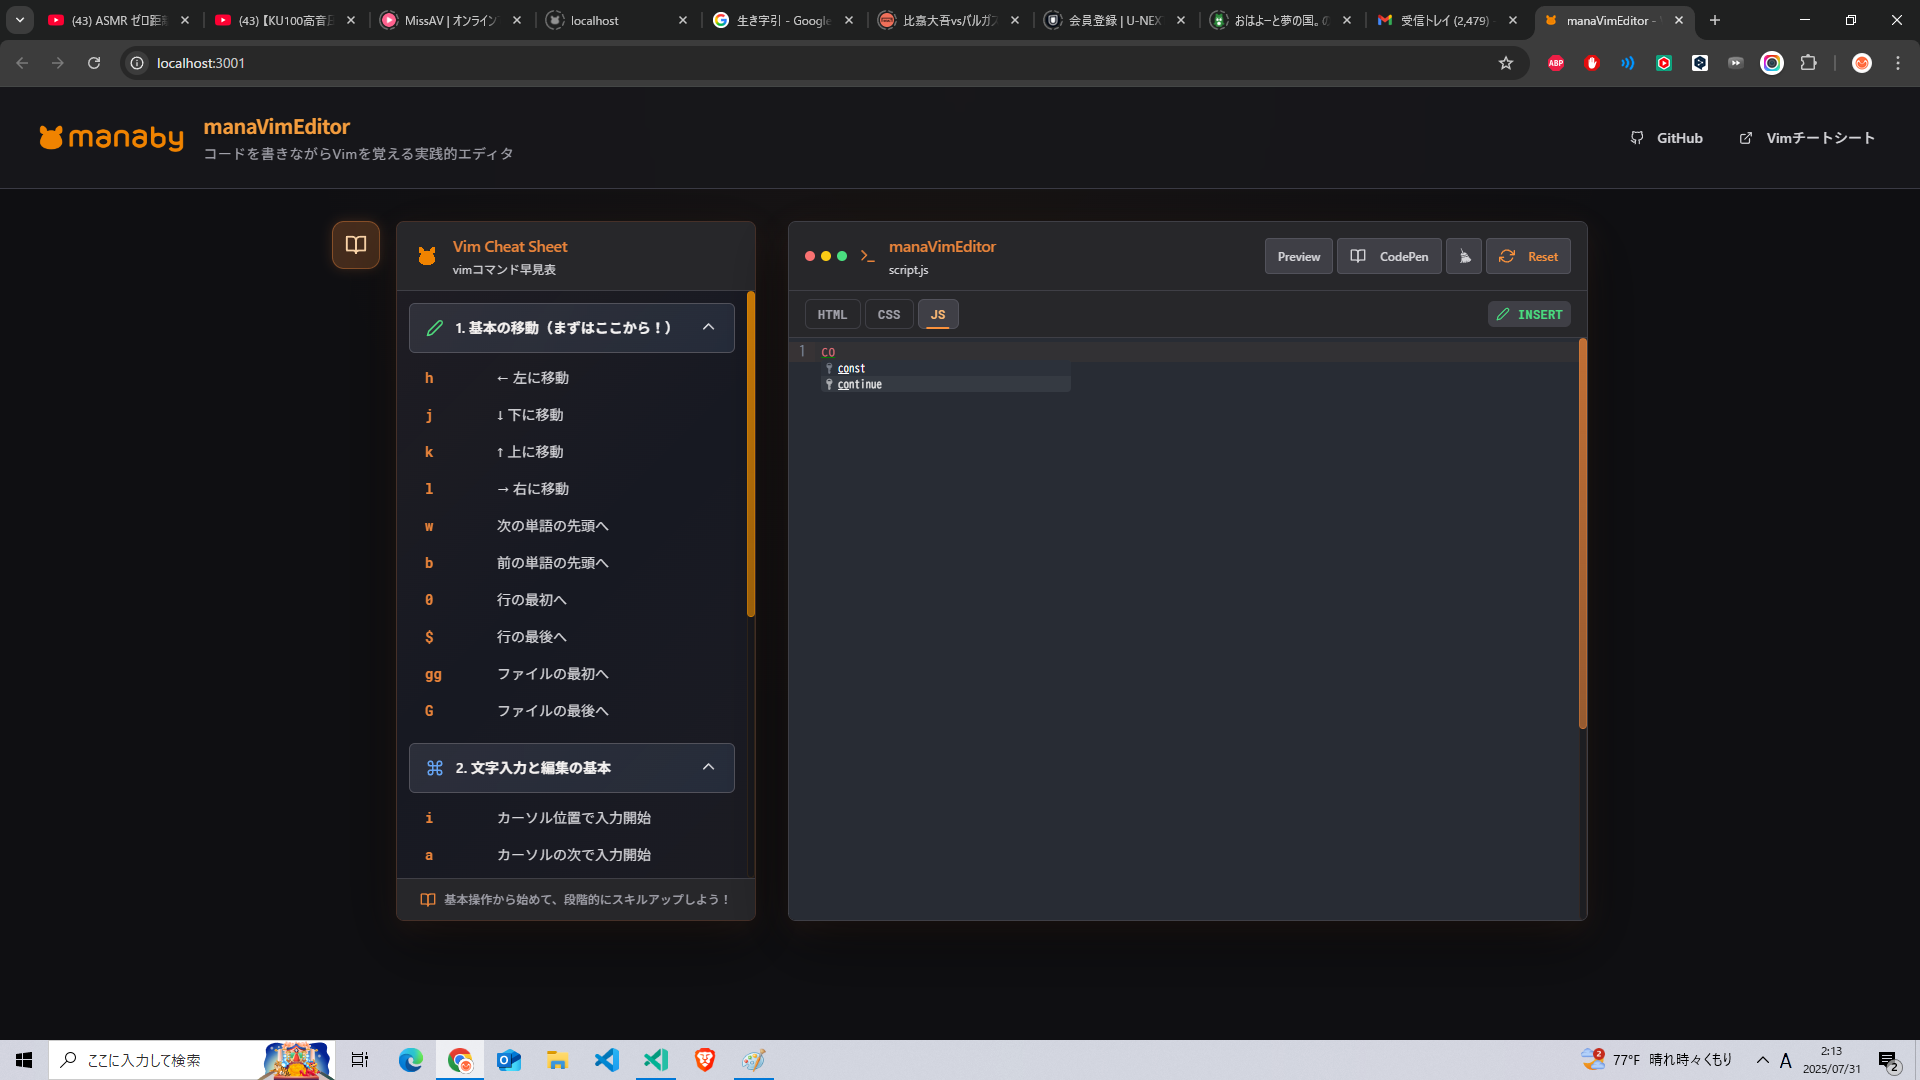 (43) ASMR ゼロ距
(43)【KU100高音
MissAV | オンライン
localhost
生き字引 - Google
比嘉大吾vsバルガ
会員登録 | U-NEX
おはよーと夢の国。
受信トレイ (2,479)
manaVimEditor -
localhost:3001
ABP
manaby
manaVimEditor
コードを書きながらVimを覚える実践的エディタ
GitHub
Vimチートシート
Vim Cheat Sheet
vimコマンド早見表
1. 基本の移動（まずはここから！）
h ← 左に移動
j ↓ 下に移動
k ↑ 上に移動
l → 右に移動
w 次の単語の先頭へ
b 前の単語の先頭へ
0 行の最初へ
$ 行の最後へ
gg ファイルの最初へ
G ファイルの最後へ
2. 文字入力と編集の基本
i カーソル位置で入力開始
a カーソルの次で入力開始
基本操作から始めて、段階的にスキルアップしよう！
manaVimEditor
script.js
Preview
CodePen
Reset
HTML
CSS
JS
INSERT
1 CO
const
continue
ここに入力して検索
2
77°F 晴れ時々くもり
A
2:13
2025/07/31
2